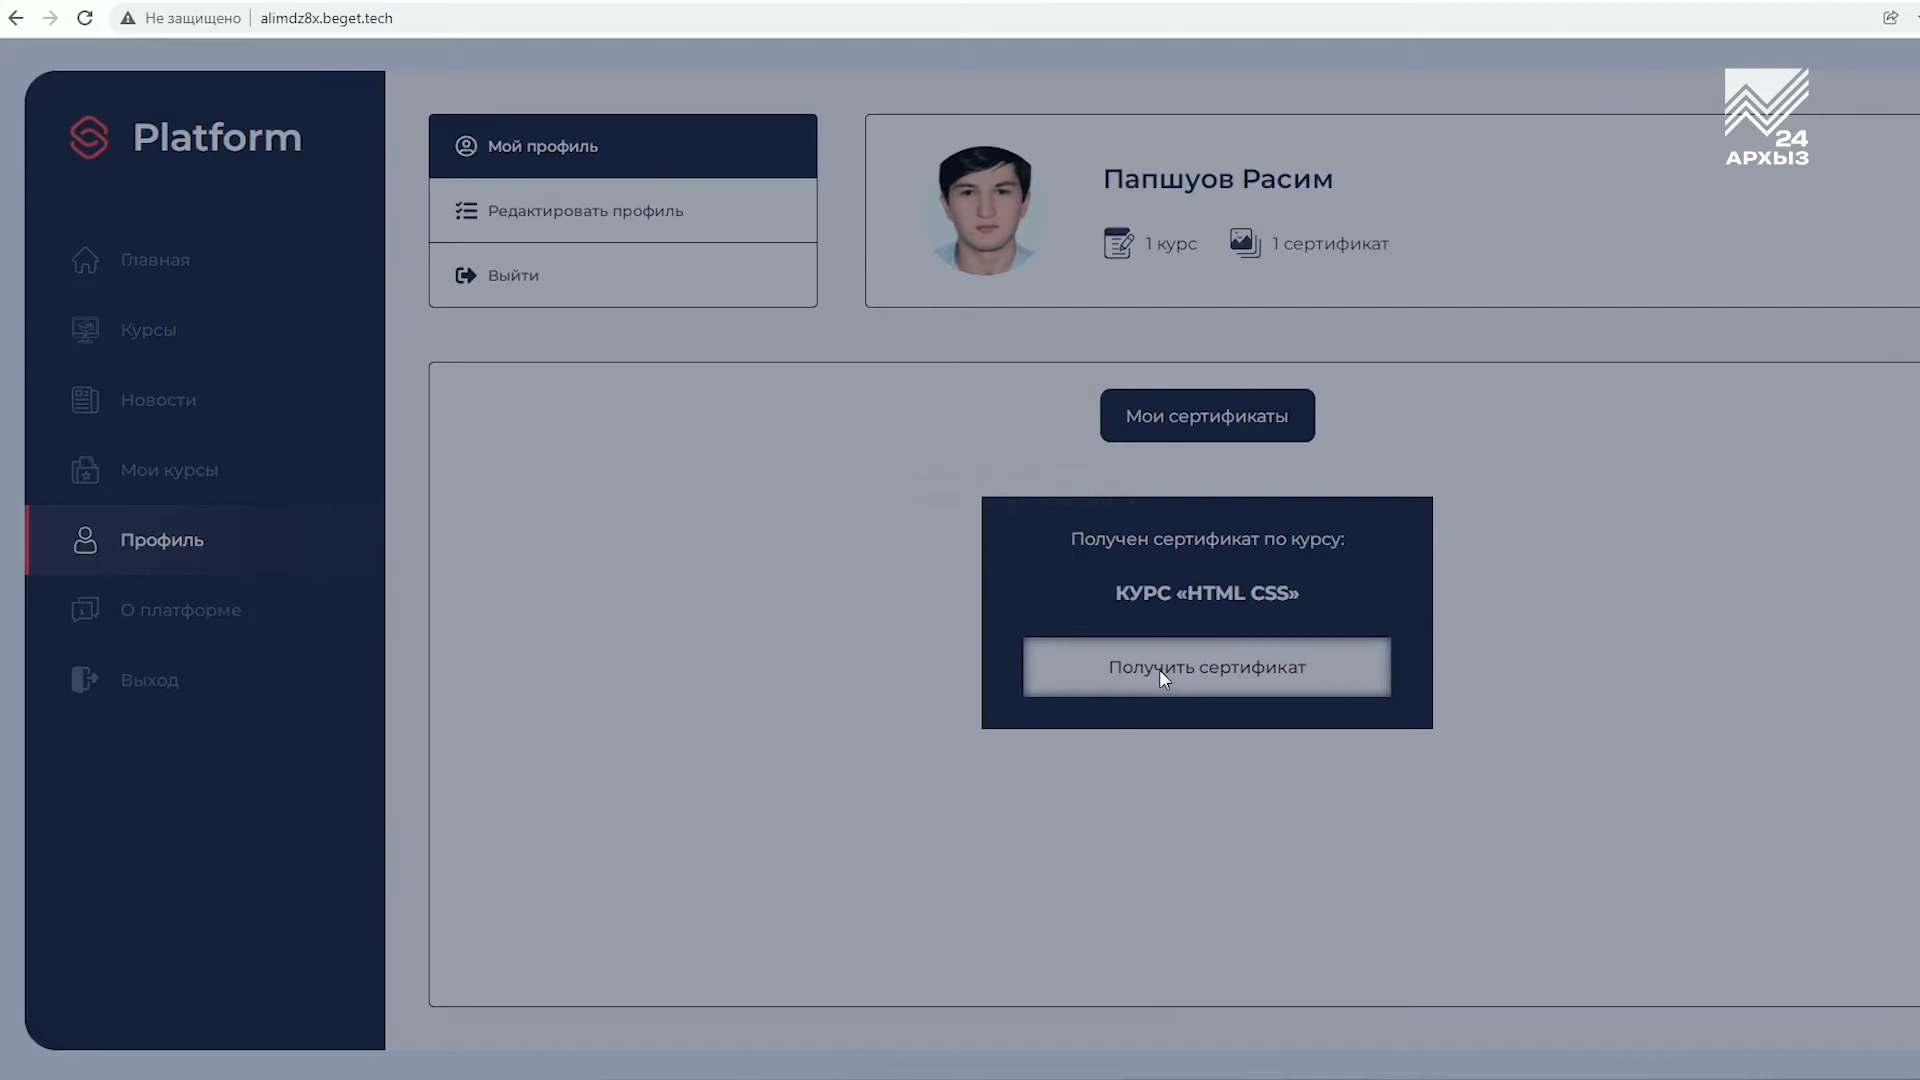 Не защищено
alimdz8x.beget.tech
Platform
Главная
Курсы
Новости
Мои курсы
Профиль
О платформе
Выход
Мой профиль
Редактировать профиль
Выйти
Папшуов Расим
1 курс
1 сертификат
24
АРХЫЗ
Мои сертификаты
Получен сертификат по курсу:
КУРС «HTML CSS»
Получить сертификат